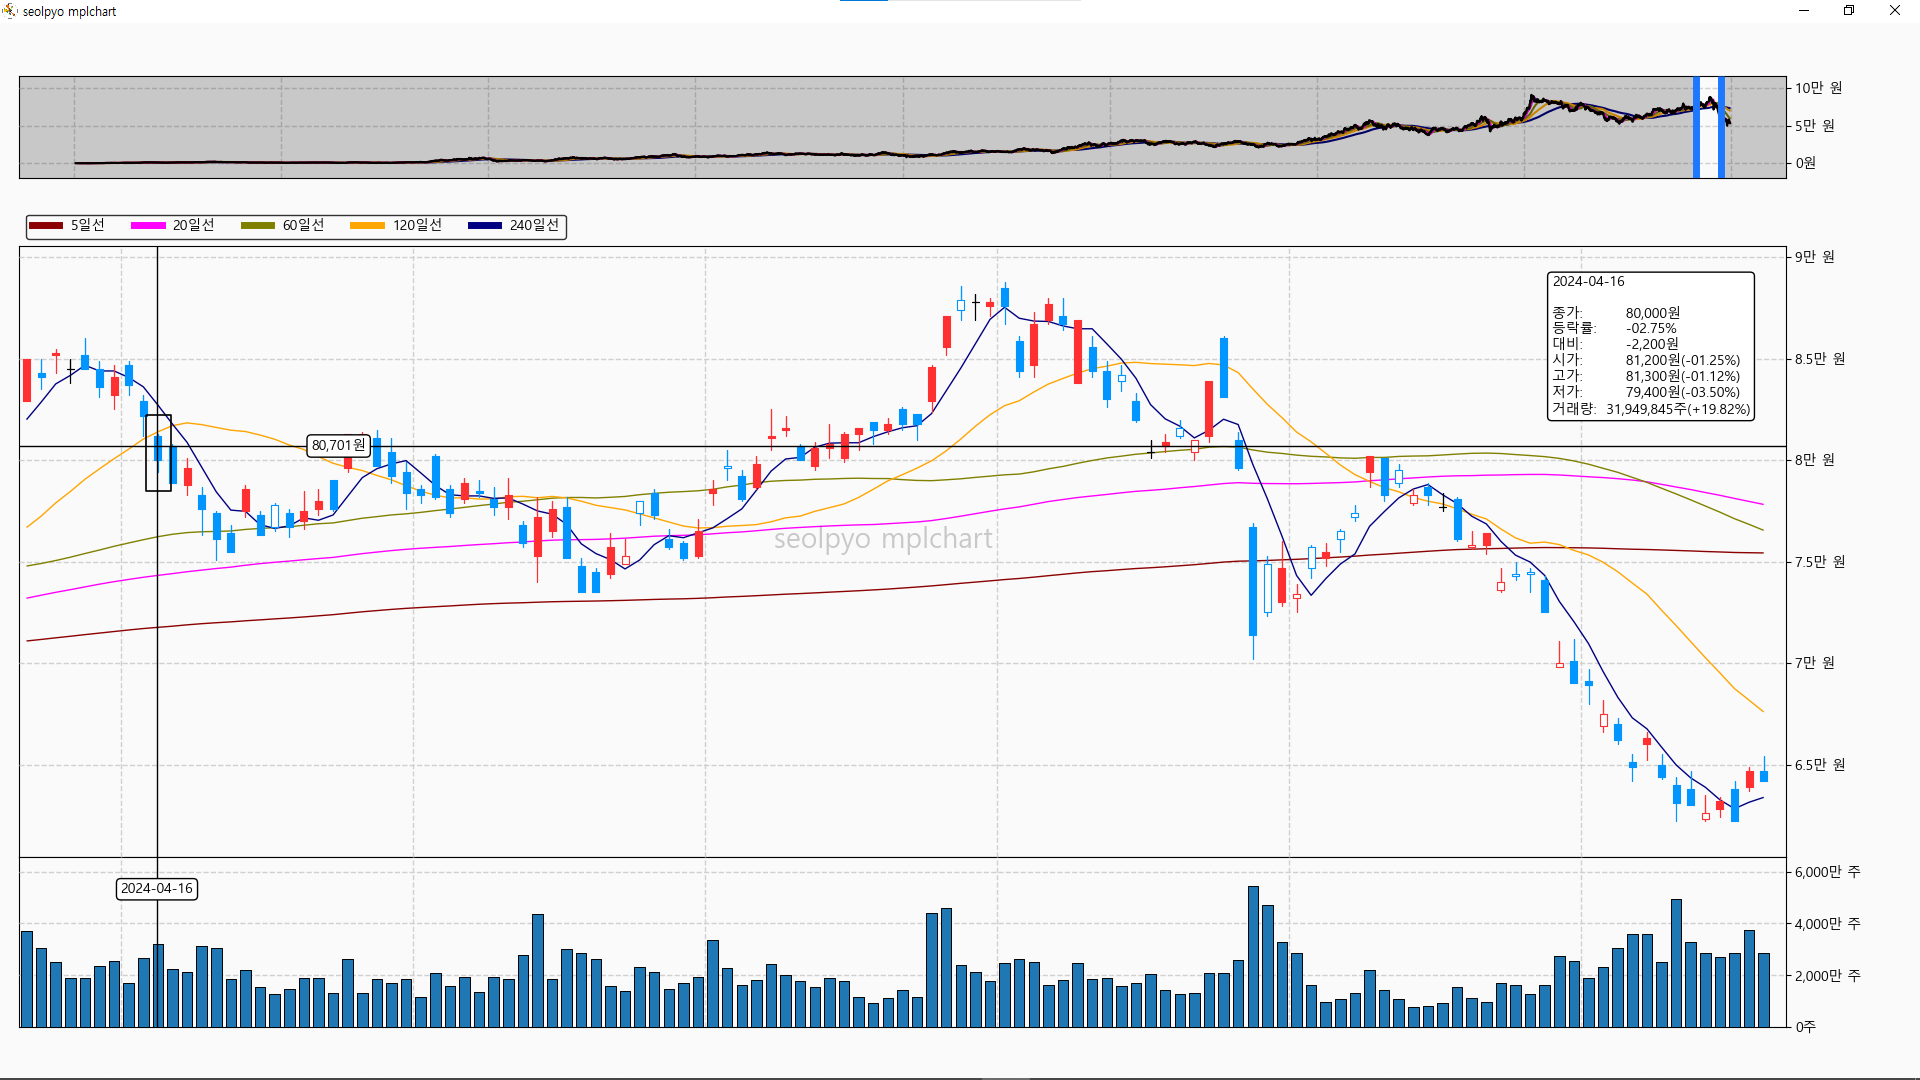 seolpyo mplchart
10만 원
5만 원
0원
5일선 20일선 60일선 120일선 240일선
9만 원
2024-04-16
종가: 80,000원
등락률: -02.75%
대비: -2,200원
시가: 81,200원(-01.25%)
고가: 81,300원(-01.12%)
저가: 79,400원(-03.50%)
거래량: 31,949,845주(+19.82%)
8.5만 원
80,701원
8만 원
seolpyo mplchart
7.5만 원
7만 원
6.5만 원
6,000만 주
2024-04-16
4,000만 주
2,000만 주
0주